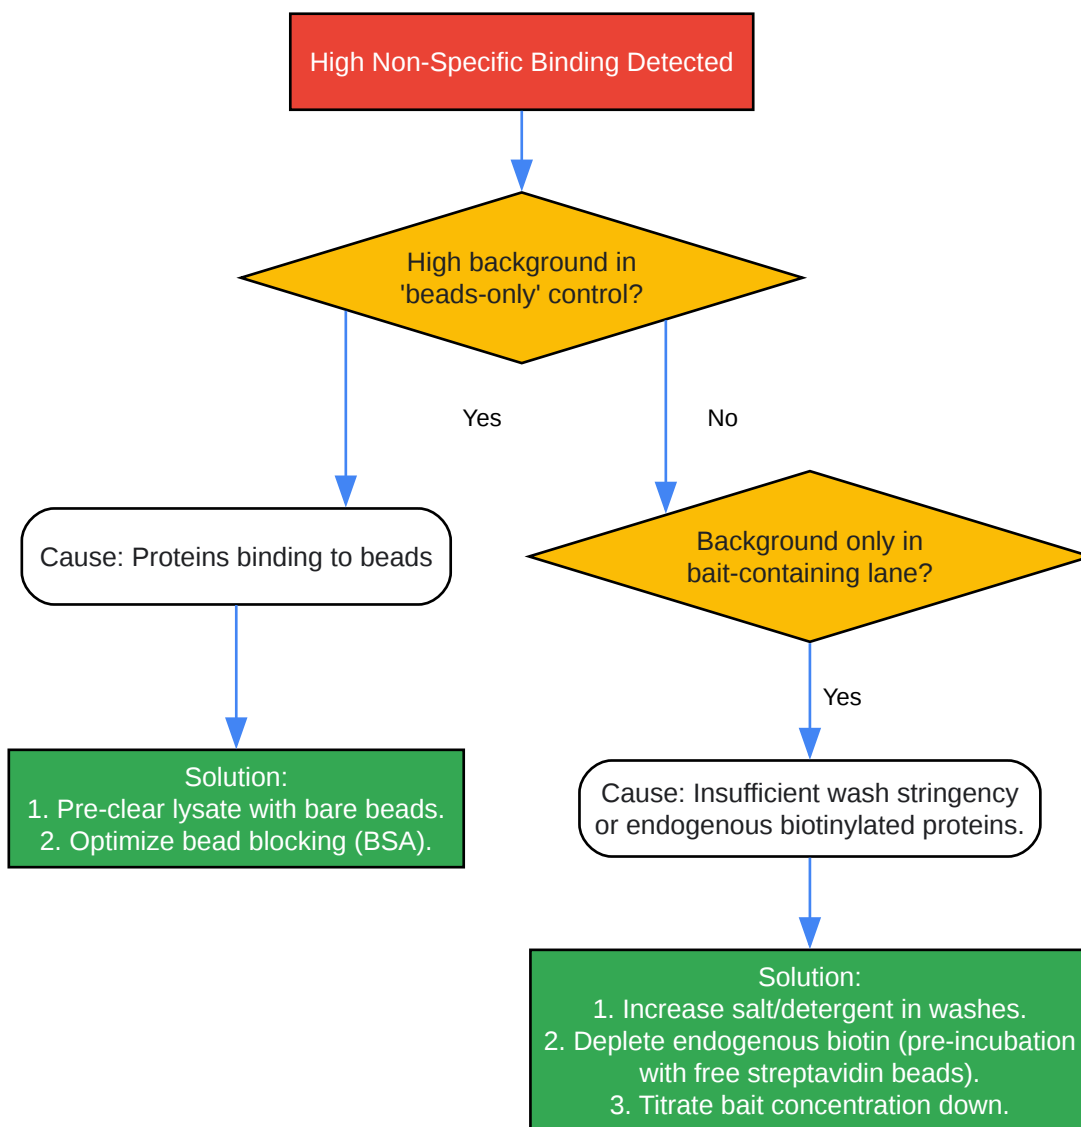 High Non-Specific Binding Detected
High background in
'beads-only' control?
Yes
No
Cause: Proteins binding to beads
Background only in
bait-containing lane?
Yes
Solution:
1. Pre-clear lysate with bare beads.
2. Optimize bead blocking (BSA).
Cause: Insufficient wash stringency
or endogenous biotinylated proteins.
Solution:
1. Increase salt/detergent in washes.
2. Deplete endogenous biotin (pre-incubation
with free streptavidin beads).
3. Titrate bait concentration down.